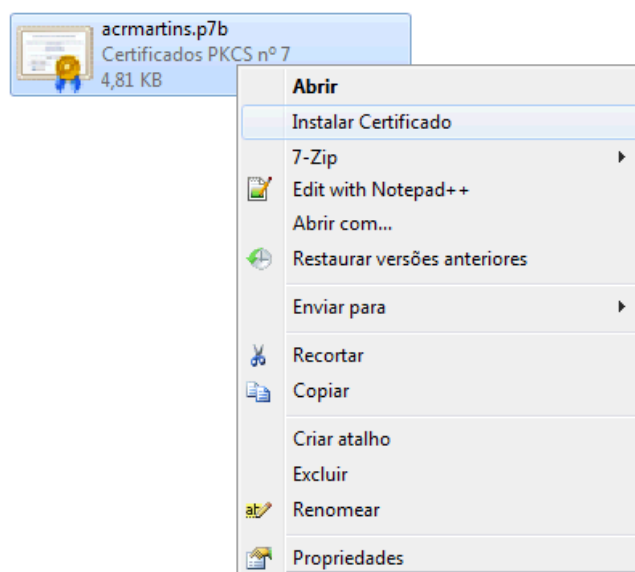 acrmartins.p7b
Certificados PKCS nº 7
4,81 KB
Abrir
Instalar Certificado
7-Zip
Edit with Notepad++
Abrir com...
Restaurar versões anteriores
Enviar para
Recortar
Copiar
Criar atalho
Excluir
Renomear
Propriedades